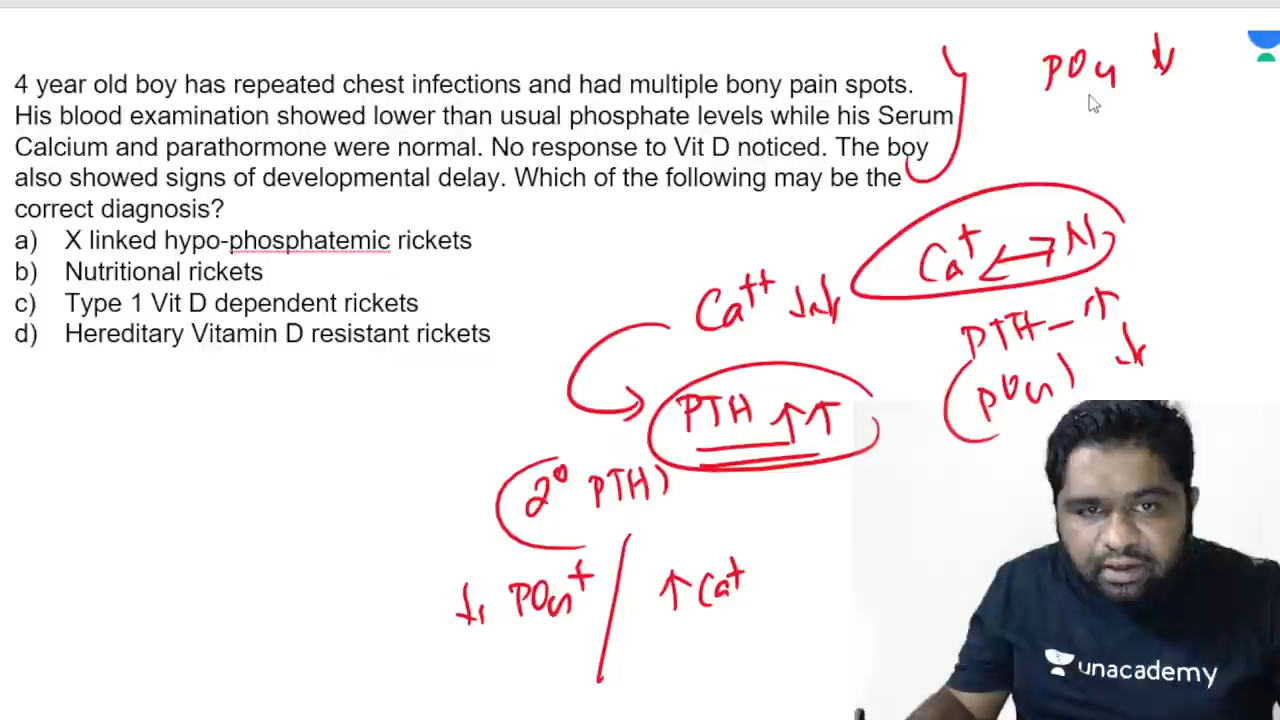 4 year old boy has repeated chest infections and had multiple bony pain spots.
His blood examination showed lower than usual phosphate levels while his Serum
Calcium and parathormone were normal. No response to Vit D noticed. The boy
also showed signs of developmental delay. Which of the following may be the
correct diagnosis?
a) X linked hypo-phosphatemic rickets
b) Nutritional rickets
c) Type 1 Vit D dependent rickets
d) Hereditary Vitamin D resistant rickets
PO4 ↓
Ca+ ↔ N
Ca++ ↓↓
PTH - ↑
PO4) ↓
PTH ↑↑
2° PTH)
↓ PO4+ / ↑ Ca+
unacademy